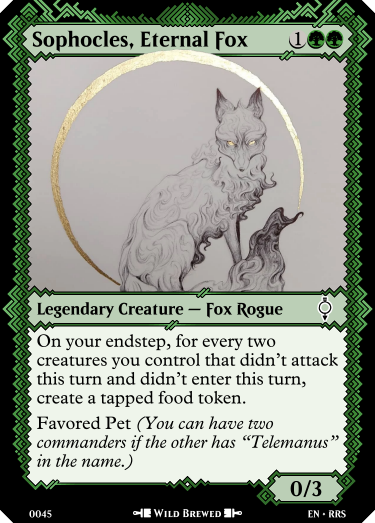 Sophocles, Eternal Fox 1
Legendary Creature — Fox Rogue
On your endstep, for every two
creatures you control that didn't attack
this turn and didn't enter this turn,
create a tapped food token.
Favored Pet (You can have two
commanders if the other has “Telemanus”
in the name.)
0/3
0045 Wild Brewed EN • RRS